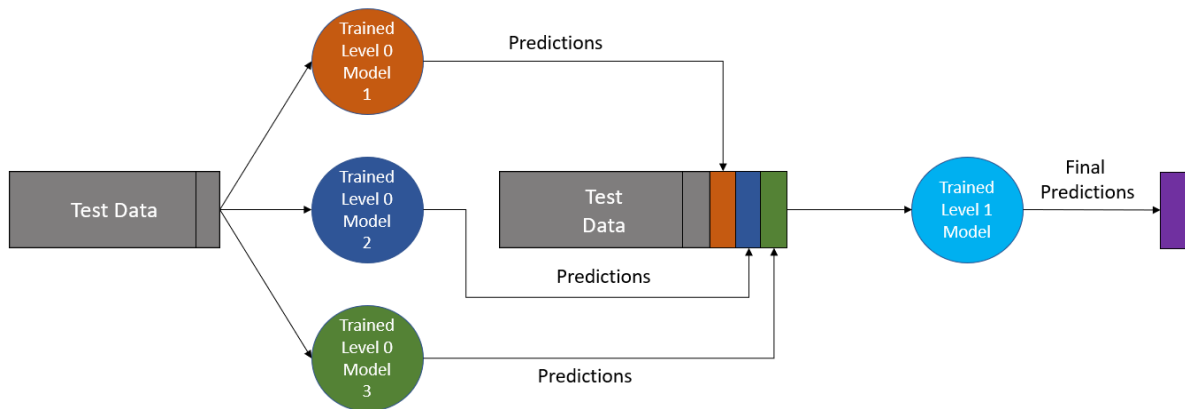 Trained
Level 0
Model
1
Predictions
Test Data
Trained
Level 0
Model
2
Test
Data
Predictions
Trained
Level 1
Model
Final
Predictions
Trained
Level 0
Model
3
Predictions